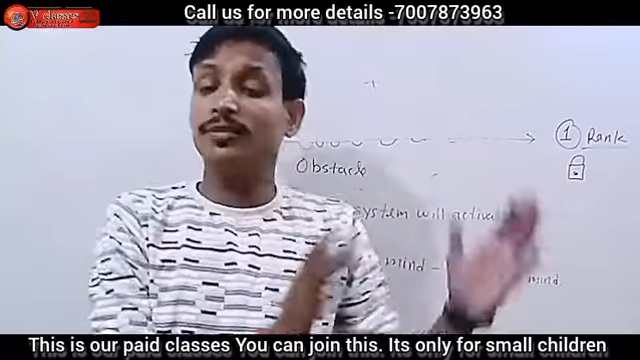 Call us for more details -7007873963
V classes
1 Rank
Obstacle
system will activa
mind -
mind
This is our paid classes. You can join this. Its only for small children